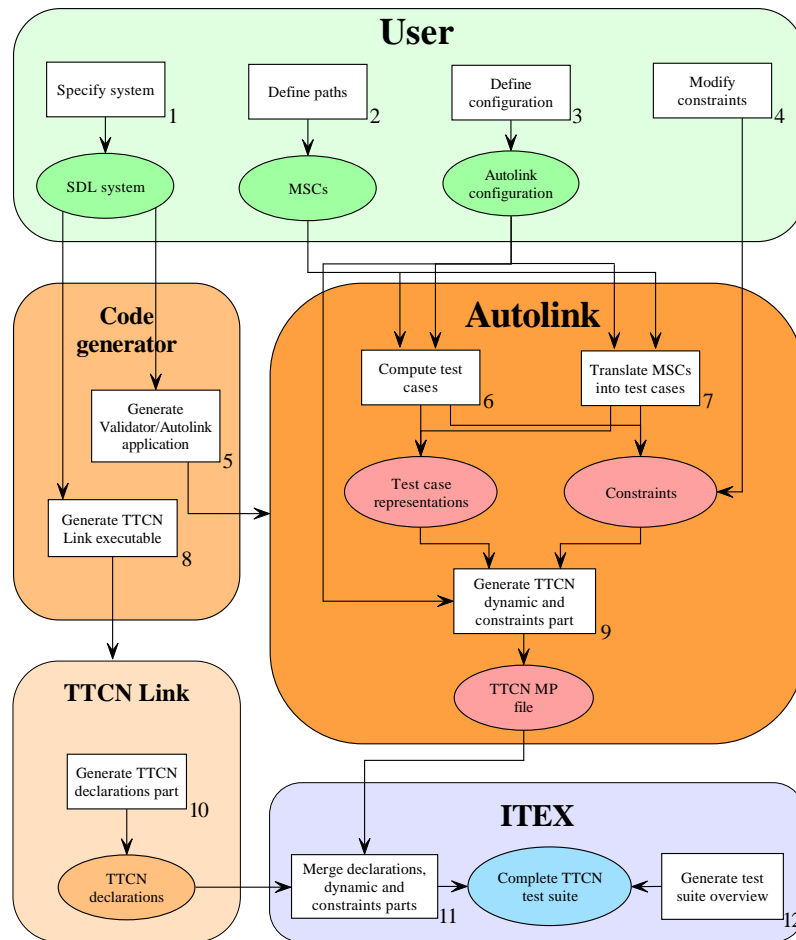 User
Specify system
1
Define paths
2
Define
configuration
3
Modify
constraints
4
SDL system
MSCs
Autolink
configuration
Code
generator
Generate
Validator/Autolink
application
5
Generate TTCN
Link executable
8
Autolink
Compute test
cases
6
Translate MSCs
into test cases
7
Test case
representations
Constraints
Generate TTCN
dynamic and
constraints part
9
TTCN MP
file
TTCN Link
Generate TTCN
declarations part
10
TTCN
declarations
ITEX
Merge declarations,
dynamic and
constraints parts
11
Complete TTCN
test suite
Generate test
suite overview
12